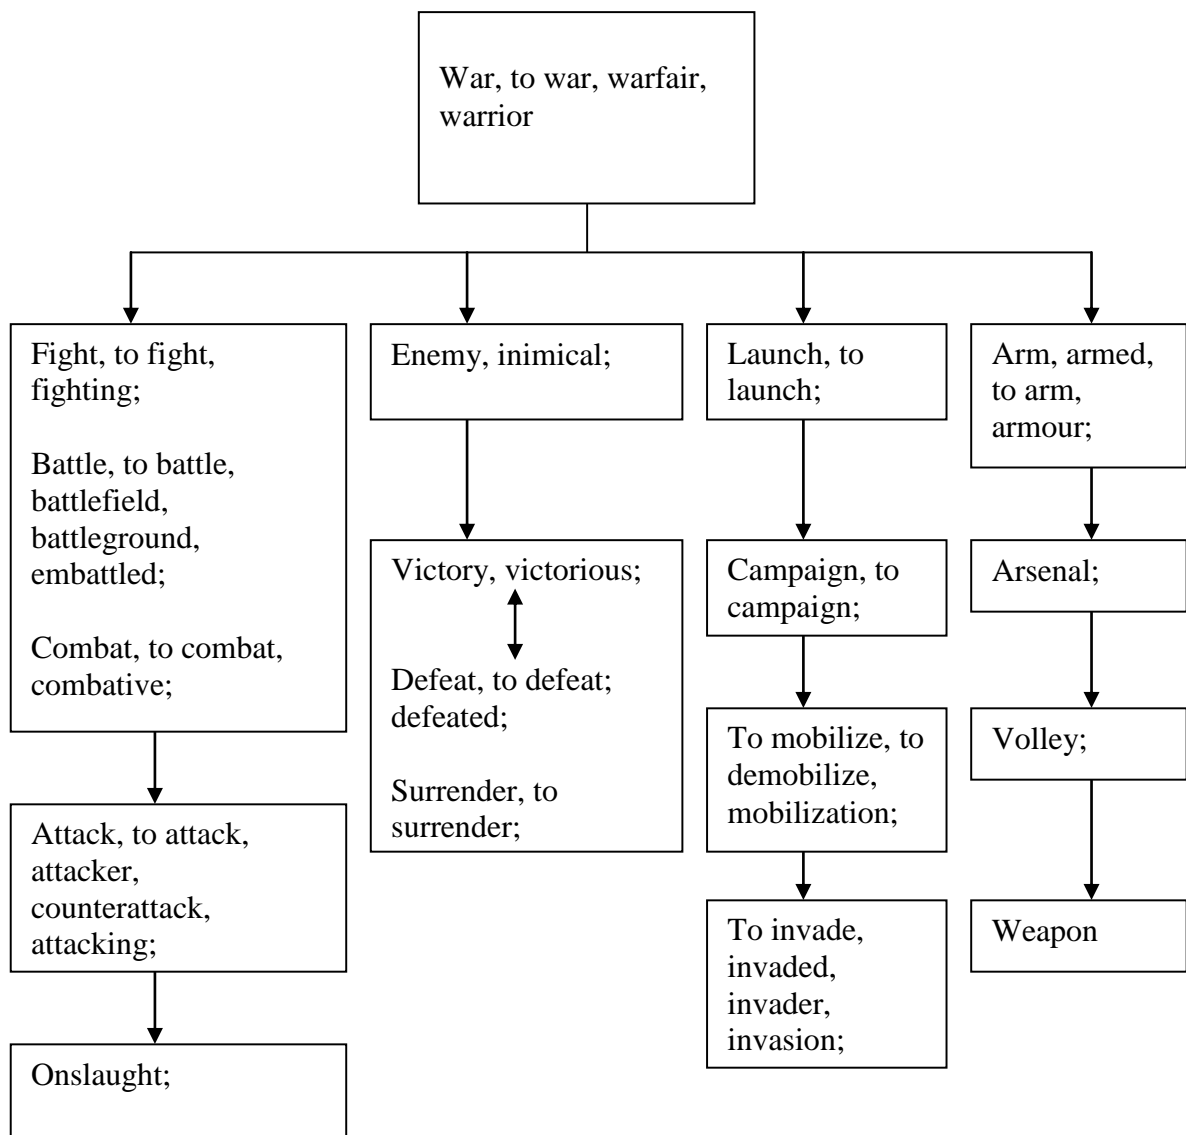 War, to war, warfair,
warrior
Fight, to fight,
fighting;
Battle, to battle,
battlefield,
battleground,
embattled;
Combat, to combat,
combative;
Attack, to attack,
attacker,
counterattack,
attacking;
Onslaught;
Enemy, inimical;
Victory, victorious;
Defeat, to defeat;
defeated;
Surrender, to
surrender;
Launch, to
launch;
Campaign, to
campaign;
To mobilize, to
demobilize,
mobilization;
To invade,
invaded,
invader,
invasion;
Arm, armed,
to arm,
armour;
Arsenal;
Volley;
Weapon